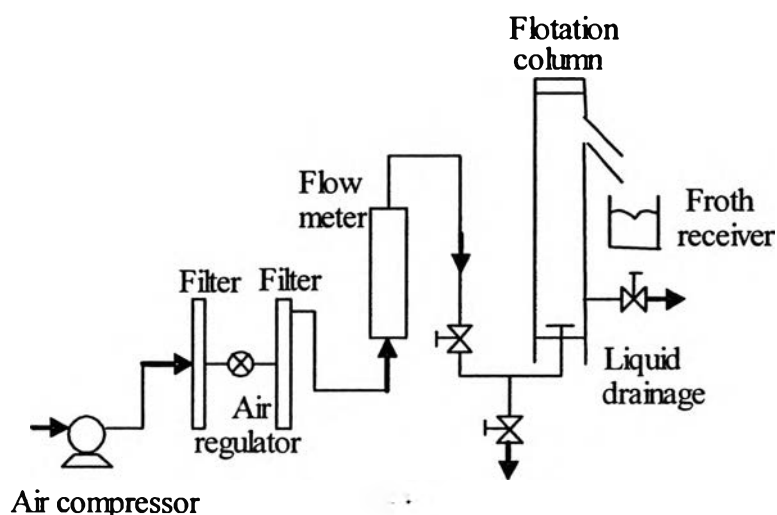 Flotation
column
Flow
meter
Froth
receiver
Filter
Filter
Air
regulator
Liquid
drainage
Air compressor